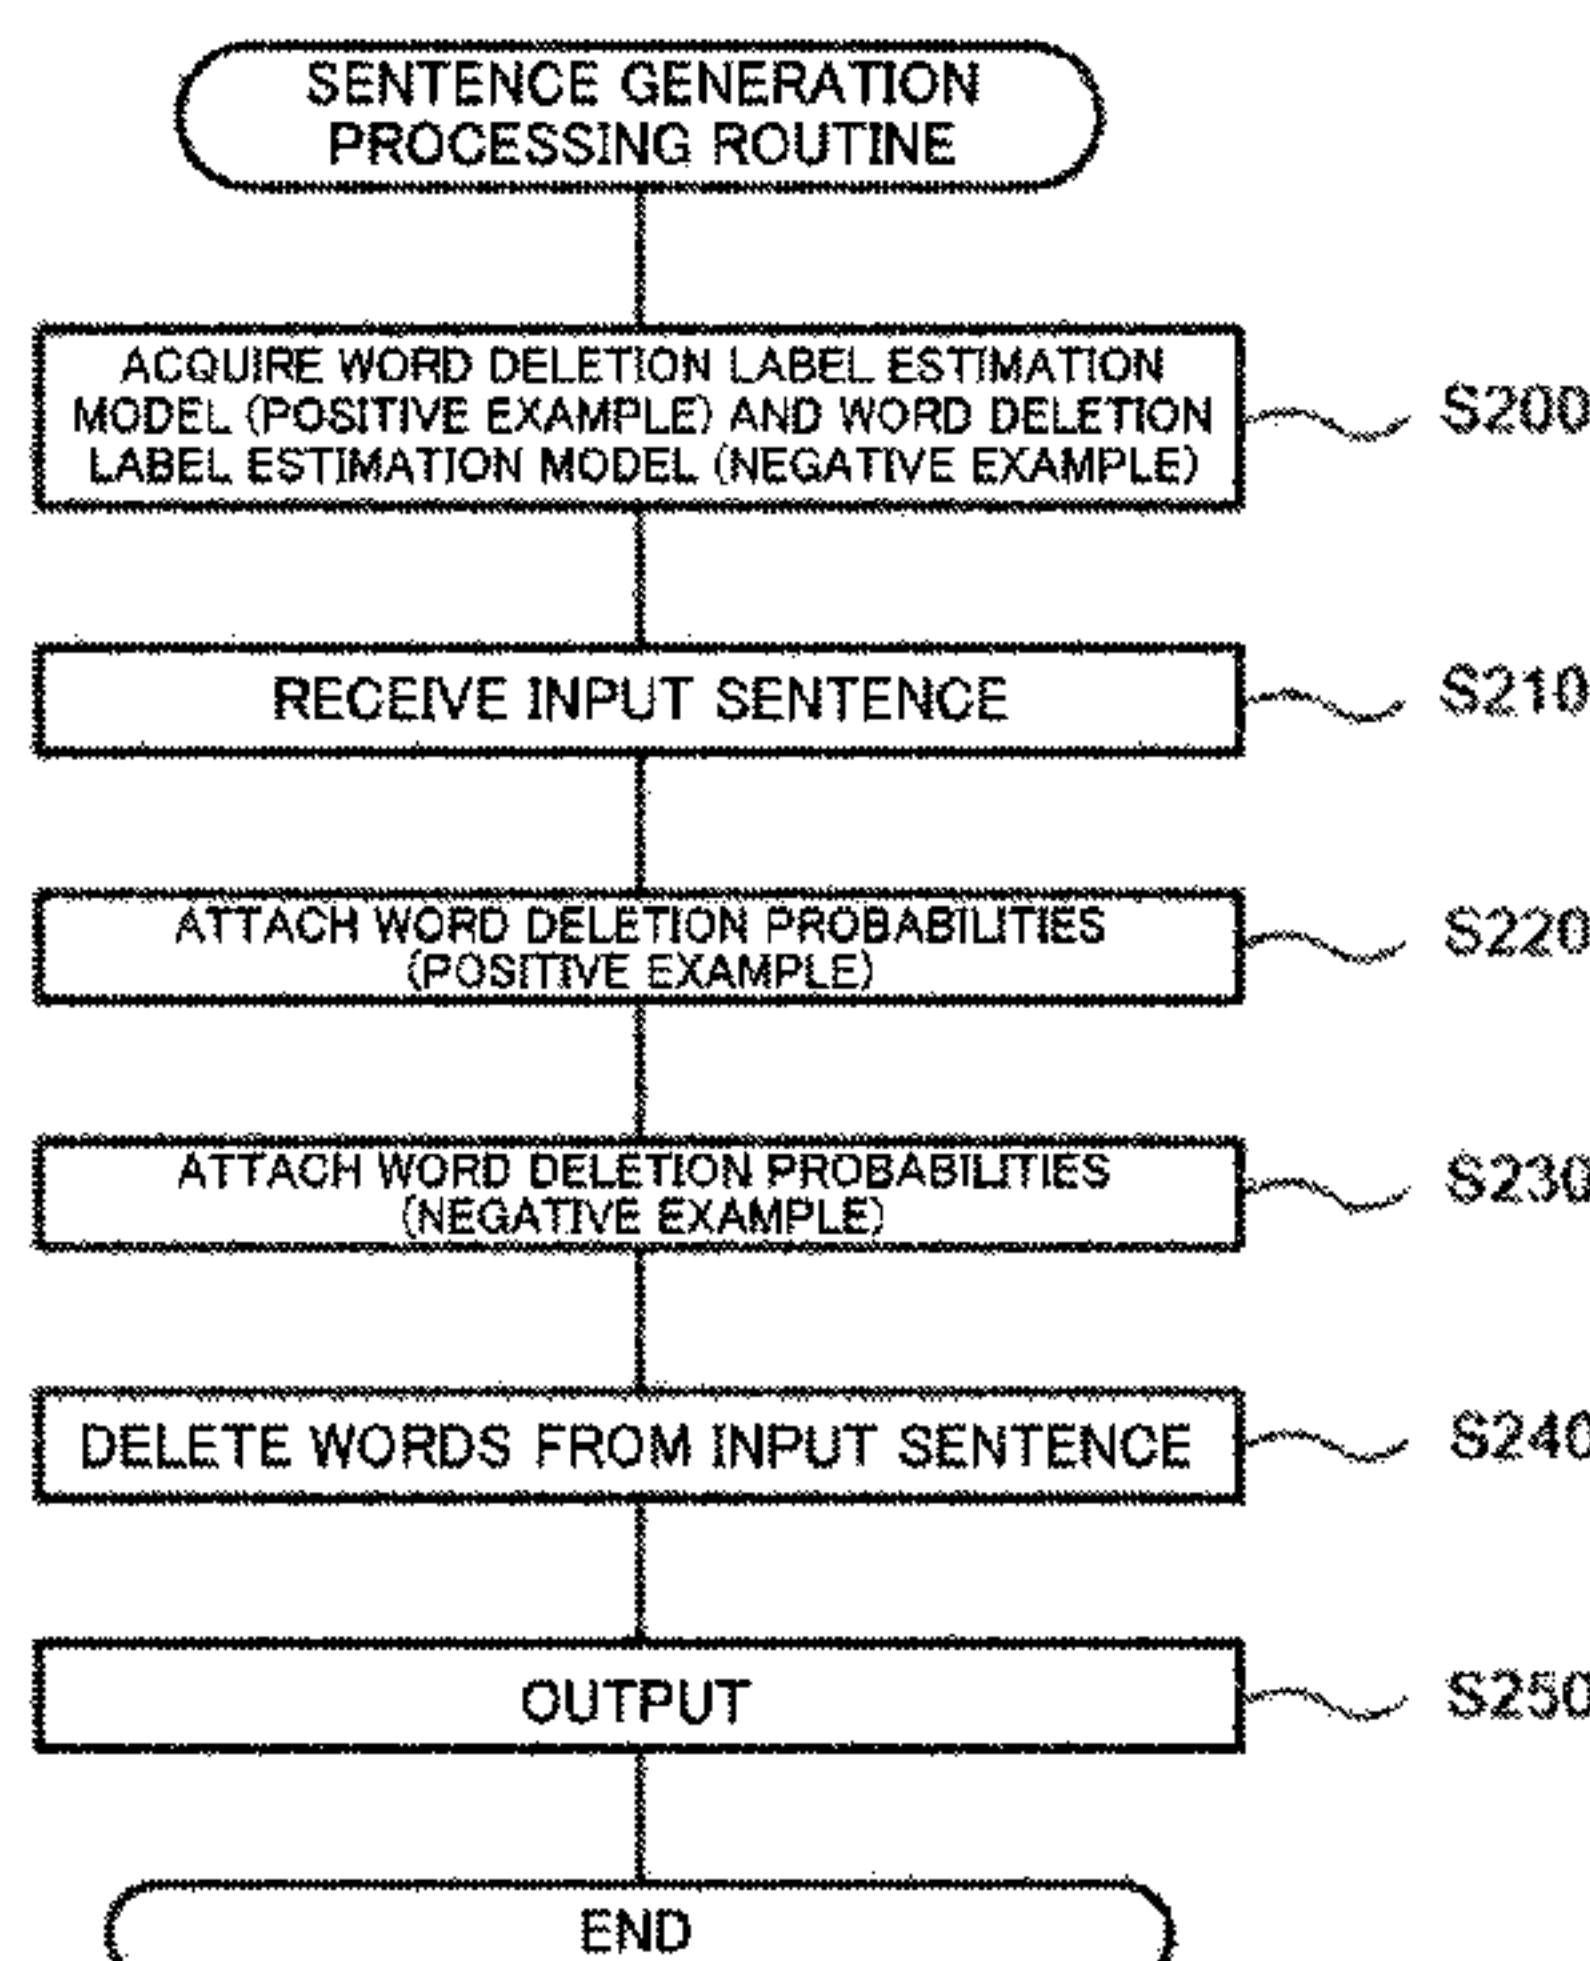 SENTENCE GENERATION
PROCESSING ROUTINE
ACQUIRE WORD DELETION LABEL ESTIMATION
MODEL (POSITIVE EXAMPLE) AND WORD DELETION
LABEL ESTIMATION MODEL (NEGATIVE EXAMPLE)
S200
RECEIVE INPUT SENTENCE
S210
ATTACH WORD DELETION PROBABILITIES
(POSITIVE EXAMPLE)
S220
ATTACH WORD DELETION PROBABILITIES
(NEGATIVE EXAMPLE)
S230
DELETE WORDS FROM INPUT SENTENCE
S240
OUTPUT
S250
END